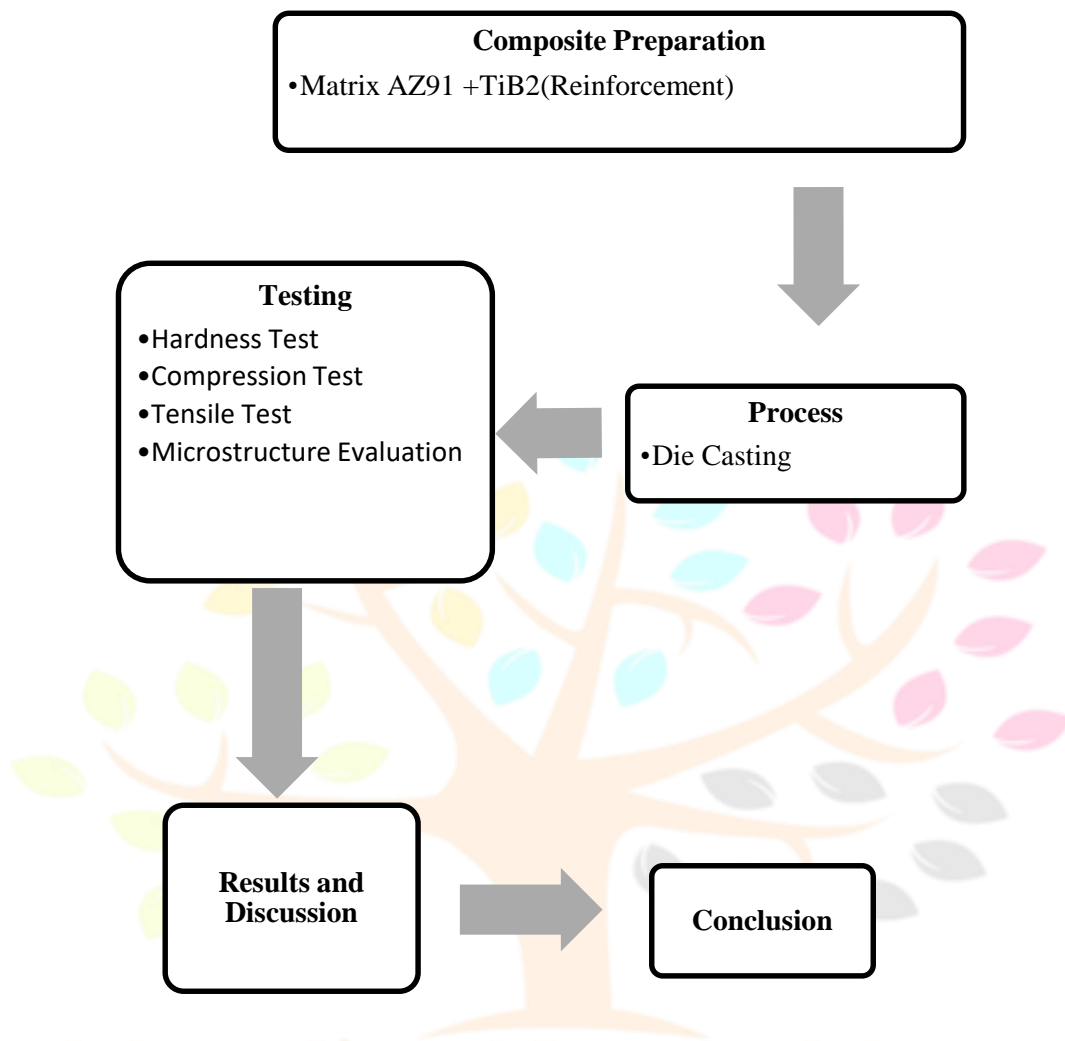 Composite Preparation
•Matrix AZ91 +TiB2(Reinforcement)
Process
•Die Casting
Testing
•Hardness Test
•Compression Test
•Tensile Test
•Microstructure Evaluation
Results and
Discussion
Conclusion